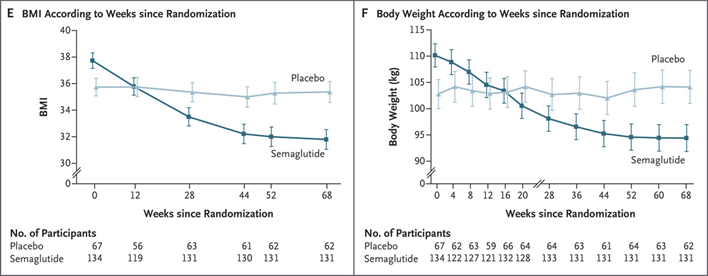 E BMI According to Weeks since Randomization
40
38
36
34
32
30
0
BMI
Placebo
Semaglutide
0 12 28 44 52 68
Weeks since Randomization
No. of Participants
Placebo 67 56 63 61 62 62
Semaglutide 134 119 131 130 131 131
F Body Weight According to Weeks since Randomization
115
110
105
100
95
90
0
Body Weight (kg)
Placebo
Semaglutide
0 4 8 12 16 20 28 36 44 52 60 68
Weeks since Randomization
No. of Participants
Placebo 67 62 63 59 66 64 64 63 61 64 63 62
Semaglutide 134 122 127 121 132 128 133 131 131 131 131 131